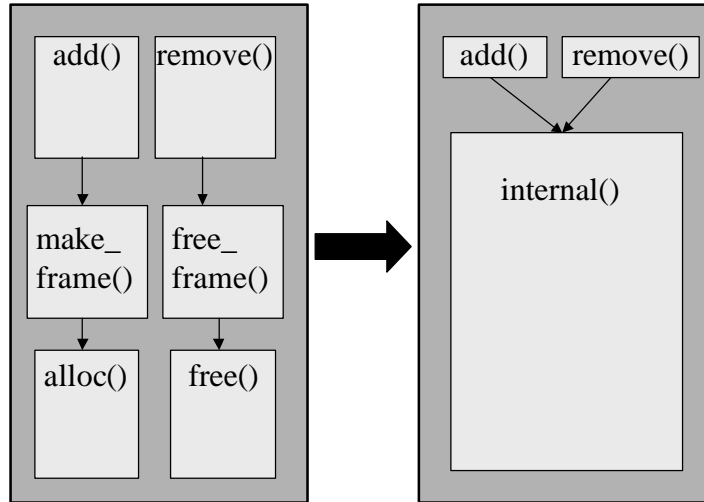 add()
remove()
make_
frame()
free_
frame()
alloc()
free()
add()
remove()
internal()